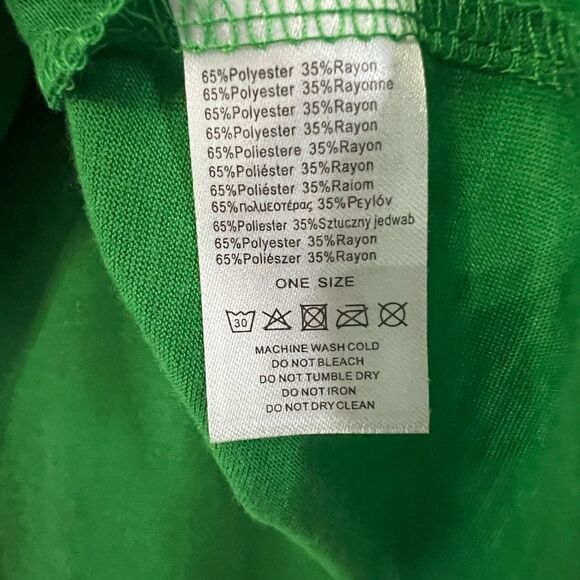 65%Polyester 35%Rayon
65%Polyester 35%Rayonne
65%Polyester 35%Rayon
65%Polyester 35%Rayon
65%Poliestere 35%Rayon
65%Poliéster 35%Rayon
65%Poliéster 35%Raiom
65%πολυεοτέρας 35%Ρεγιόν
65%Poliester 35%Sztuczny jedwab
65%Polyester 35%Rayon
65%Poliészer 35%Rayon
ONE SIZE
30
MACHINE WASH COLD
DO NOT BLEACH
DO NOT TUMBLE DRY
DO NOT IRON
DO NOT DRY CLEAN